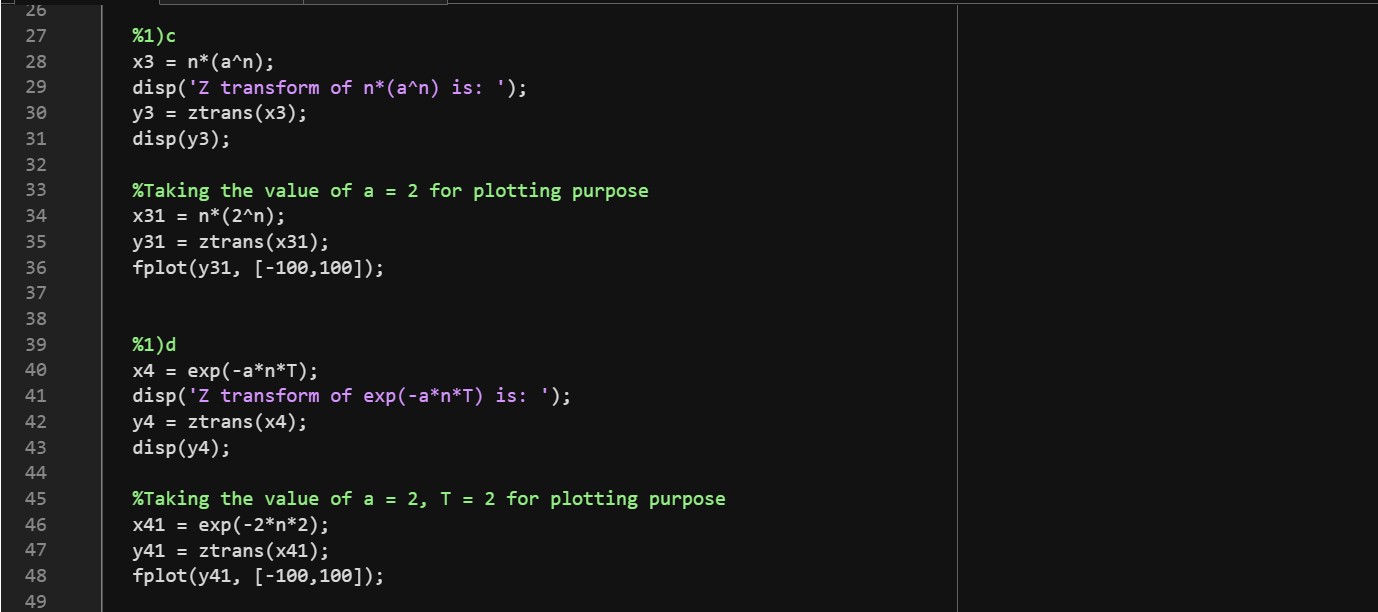 26
27 %1)c
28 x3 = n*(a^n);
29 disp('Z transform of n*(a^n) is: ');
30 y3 = ztrans(x3);
31 disp(y3);
32
33 %Taking the value of a = 2 for plotting purpose
34 x31 = n*(2^n);
35 y31 = ztrans(x31);
36 fplot(y31, [-100,100]);
37
38
39 %1)d
40 x4 = exp(-a*n*T);
41 disp('Z transform of exp(-a*n*T) is: ');
42 y4 = ztrans(x4);
43 disp(y4);
44
45 %Taking the value of a = 2, T = 2 for plotting purpose
46 x41 = exp(-2*n*2);
47 y41 = ztrans(x41);
48 fplot(y41, [-100,100]);
49